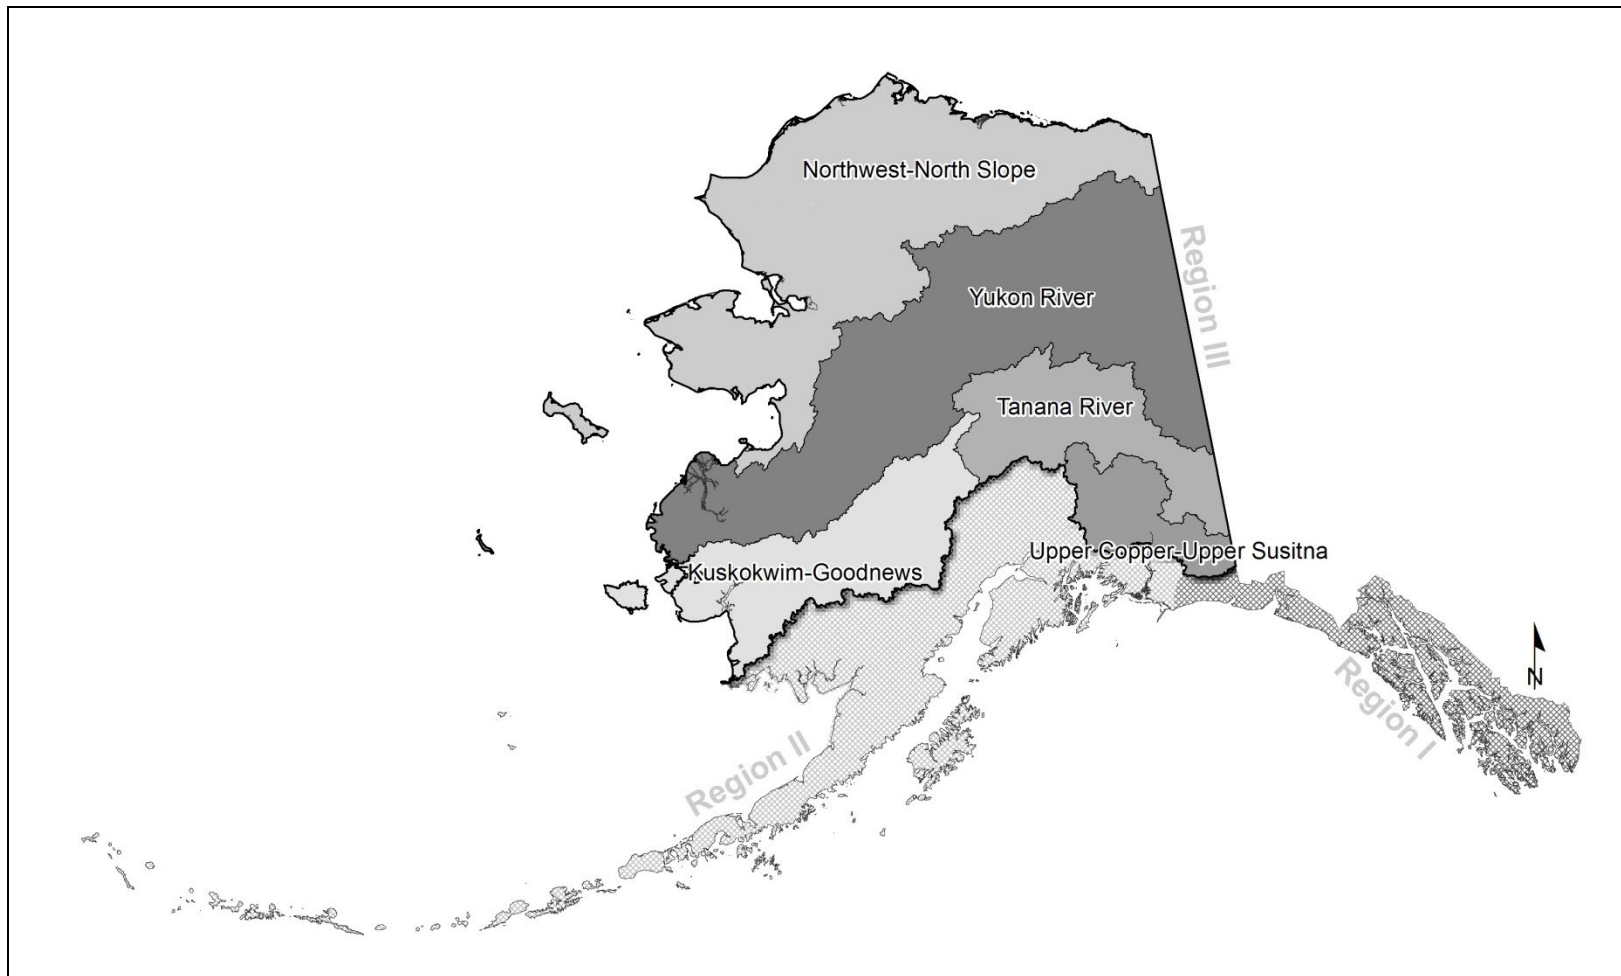 Northwest-North Slope
Region III
Yukon River
Tanana River
Upper Copper-Upper Susitna
Kuskokwim-Goodnews
N
Region I
Region II